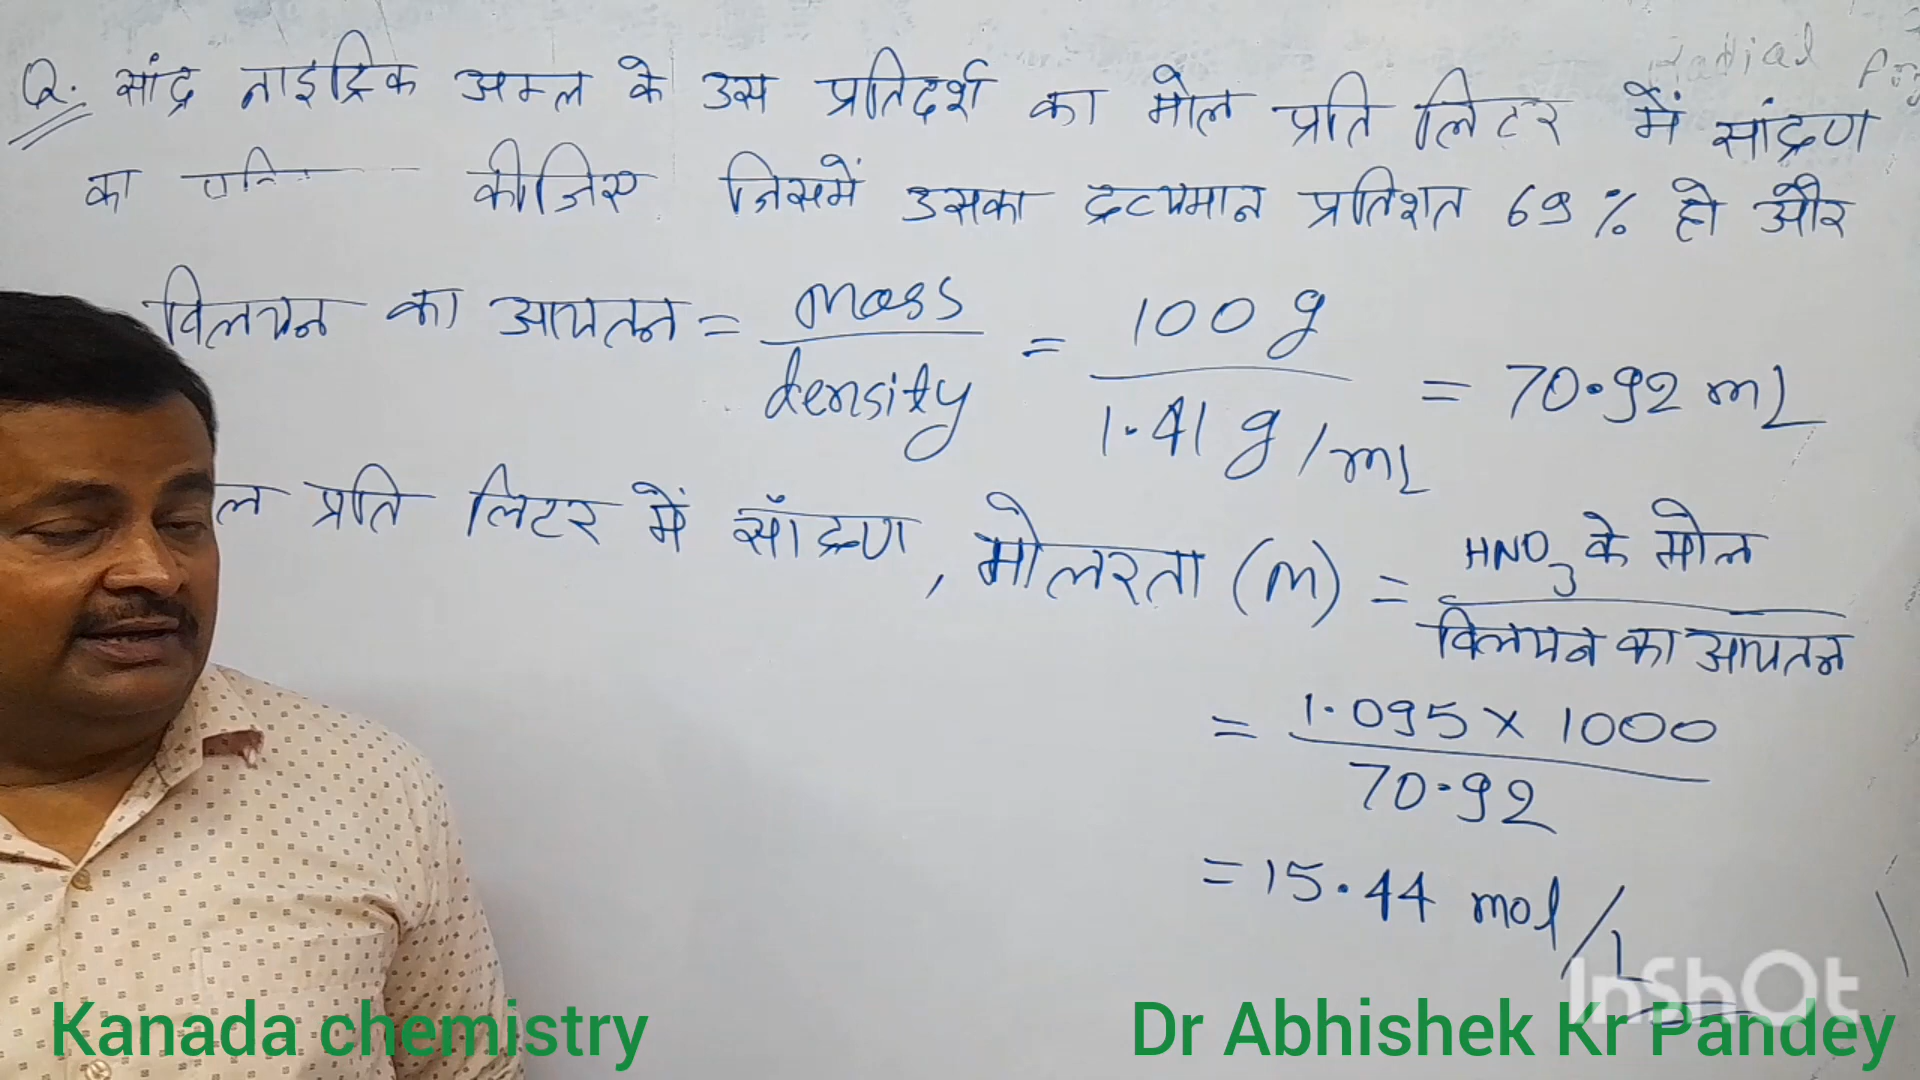 Q. सांद्र नाइट्रिक अम्ल के उस प्रतिदर्श का मोल प्रति लिटर में सांद्रण
का कीजिए जिसमें उसका द्रव्यमान प्रतिशत 69 % हो और
विलयन का आयतन = mass / density = 100 g / 1.41 g/mL = 70.92 mL
ल प्रति लिटर में सांद्रण, मोलरता (m) = HNO3 के मोल / विलयन का आयतन
= 1.095 x 1000 / 70.92
= 15.44 mol/L
InShOt
Kanada chemistry
Dr Abhishek Kr Pandey